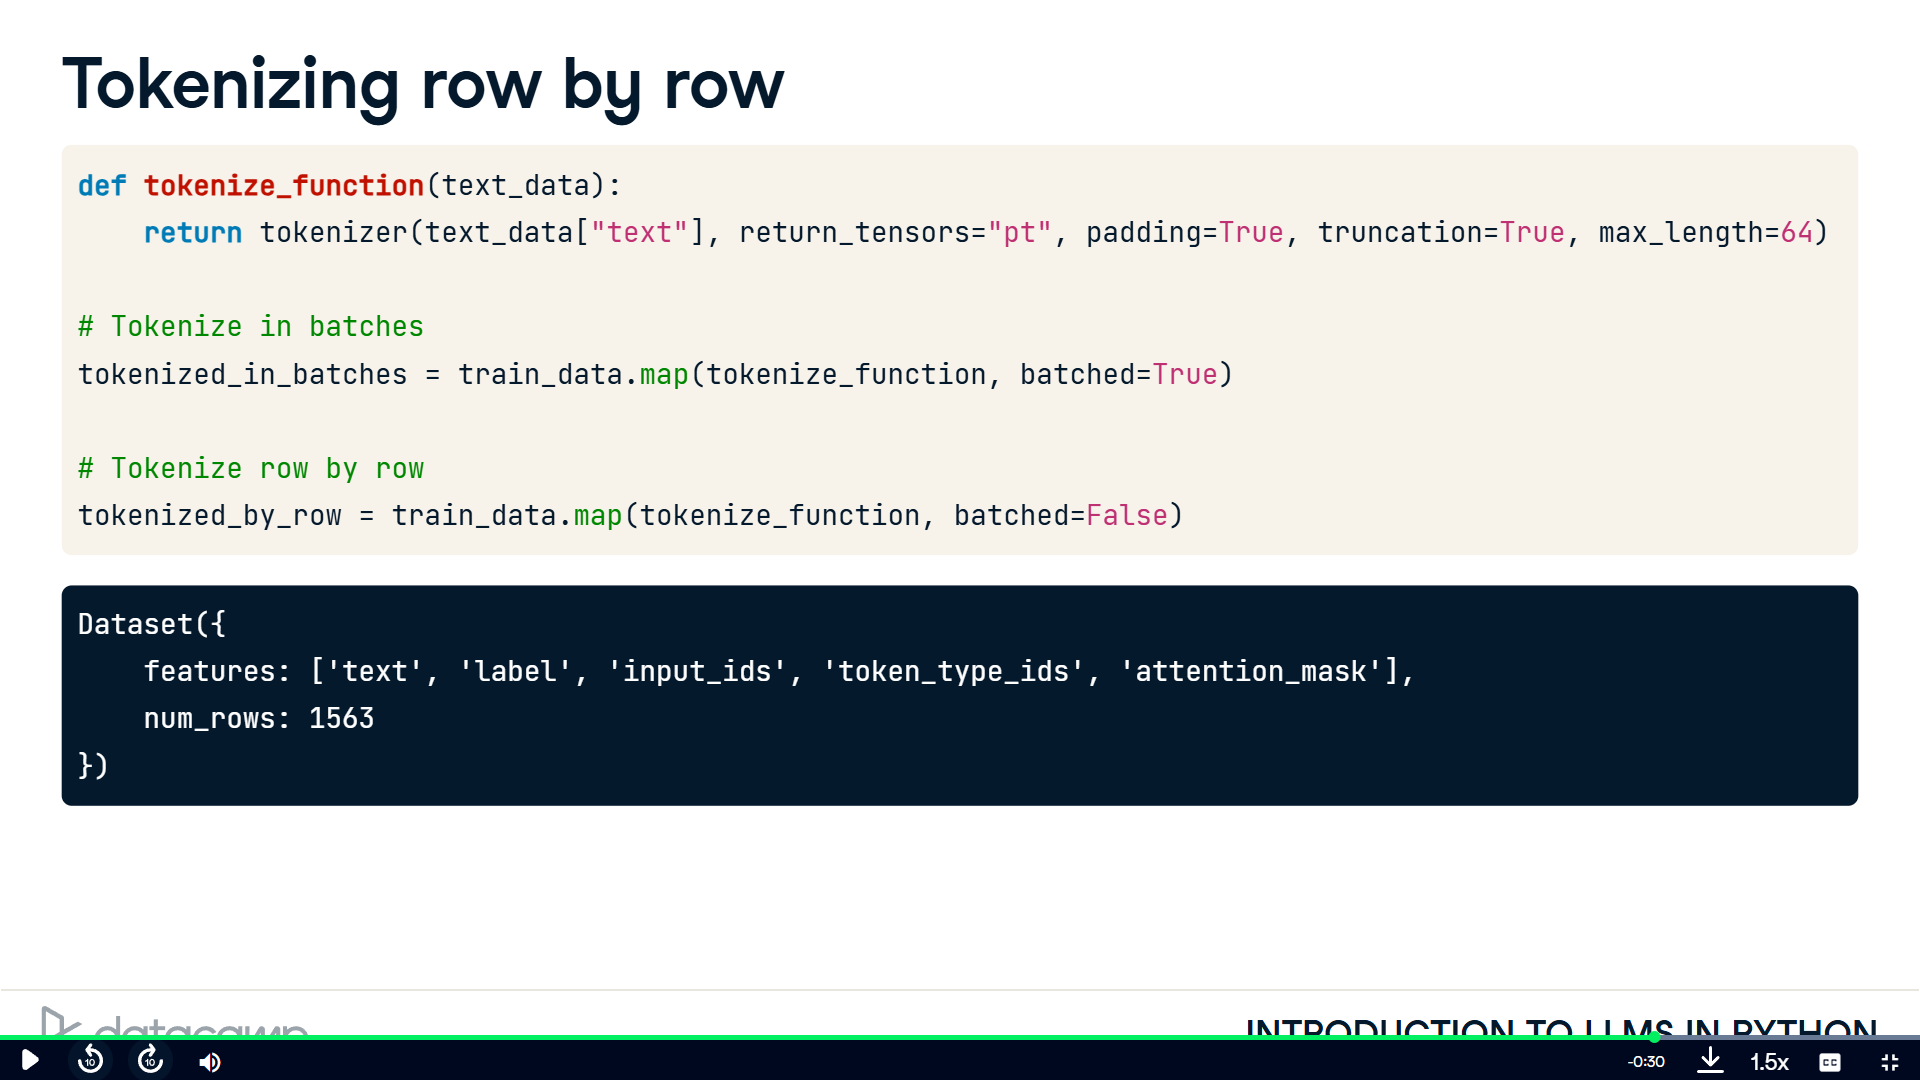 Tokenizing row by row
def tokenize_function(text_data):
    return tokenizer(text_data["text"], return_tensors="pt", padding=True, truncation=True, max_length=64)
# Tokenize in batches
tokenized_in_batches = train_data.map(tokenize_function, batched=True)
# Tokenize row by row
tokenized_by_row = train_data.map(tokenize_function, batched=False)
Dataset({
    features: ['text', 'label', 'input_ids', 'token_type_ids', 'attention_mask'],
    num_rows: 1563
})
datacamp
INTRODUCTION TO LLMS IN PYTHON
10
10
-0:30
1.5x
CC